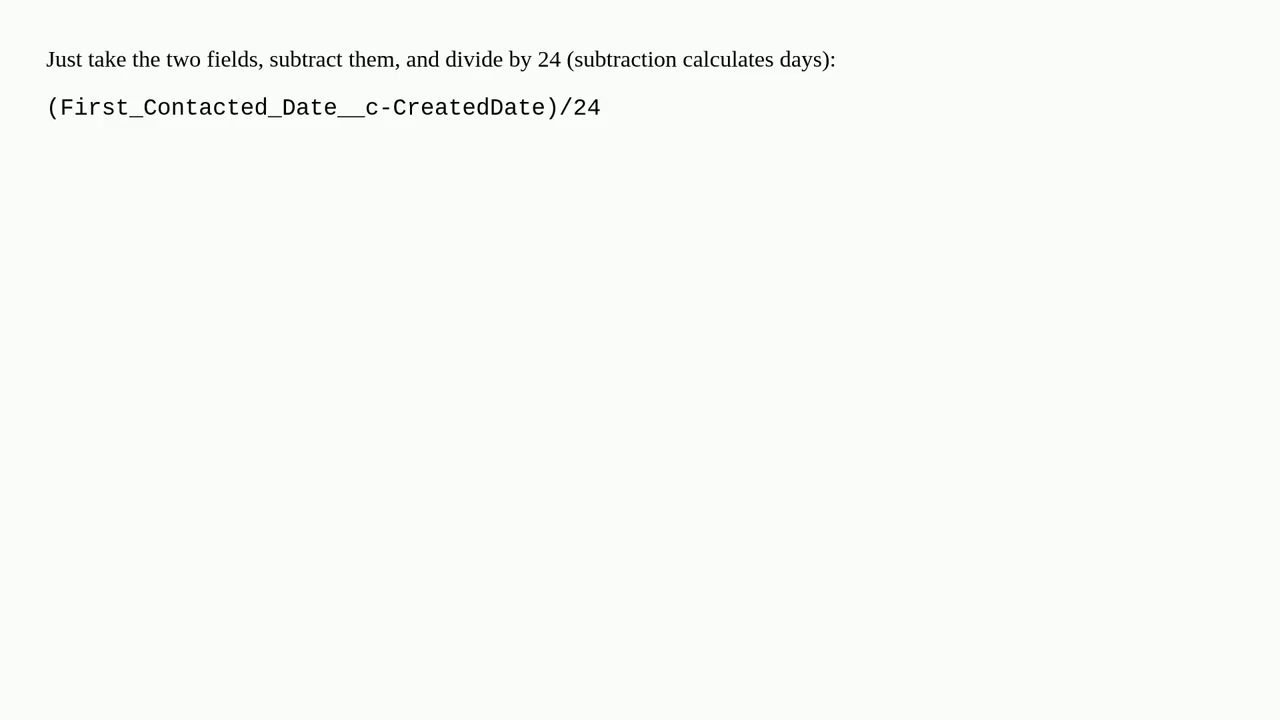 Just take the two fields, subtract them, and divide by 24 (subtraction calculates days):
(First_Contacted_Date__c-CreatedDate)/24